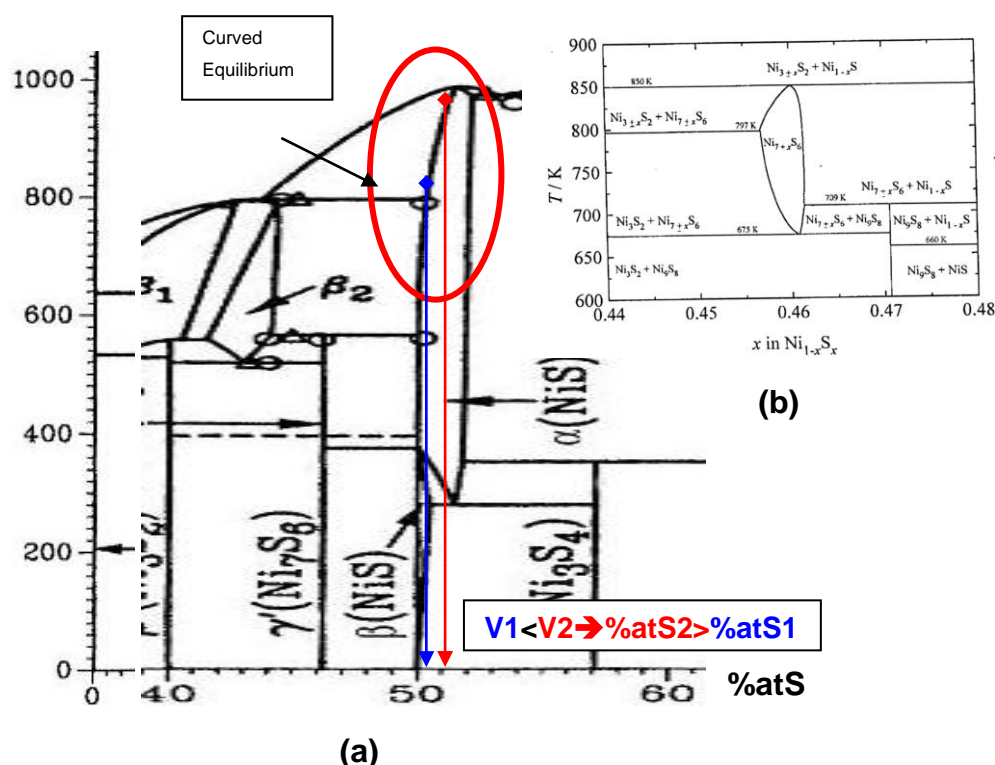 Curved
Equilibrium
1000
800
600
400
200
0
0
40
50
60
%atS
β₁
β₂
γ'(Ni₇S₆)
β(NiS)
α(NiS)
Ni₃S₄)
V1<V2➔%atS2>%atS1
(a)
900
850
800
750
700
650
600
T / K
0.44
0.45
0.46
0.47
0.48
x in Ni₁₋ₓSₓ
Ni₃±ₓS₂ + Ni₁₋ₓS
850 K
Ni₃±ₓS₂ + Ni₇±ₓS₆
797 K
Ni₇±ₓS₆
Ni₇±ₓS₆ + Ni₁₋ₓS
709 K
Ni₃S₂ + Ni₇±ₓS₆
675 K
Ni₇±ₓS₆ + Ni₉S₈
Ni₉S₈ + Ni₁₋ₓS
660 K
Ni₃S₂ + Ni₉S₈
Ni₉S₈ + NiS
(b)